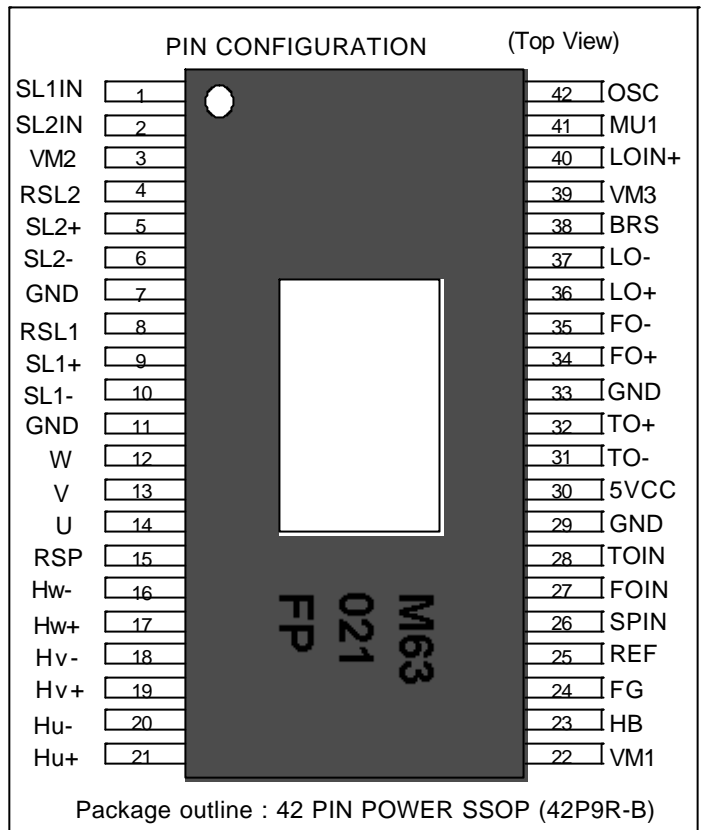 PIN CONFIGURATION (Top View)
SL1IN 1 42 OSC
SL2IN 2 41 MU1
VM2 3 40 LOIN+
RSL2 4 39 VM3
SL2+ 5 38 BRS
SL2- 6 37 LO-
GND 7 36 LO+
RSL1 8 35 FO-
SL1+ 9 34 FO+
SL1- 10 33 GND
GND 11 32 TO+
W 12 31 TO-
V 13 30 5VCC
U 14 29 GND
RSP 15 28 TOIN
Hw- 16 27 FOIN
Hw+ 17 26 SPIN
Hv- 18 25 REF
Hv+ 19 24 FG
Hu- 20 23 HB
Hu+ 21 22 VM1
M63
021
FP
Package outline : 42 PIN POWER SSOP (42P9R-B)